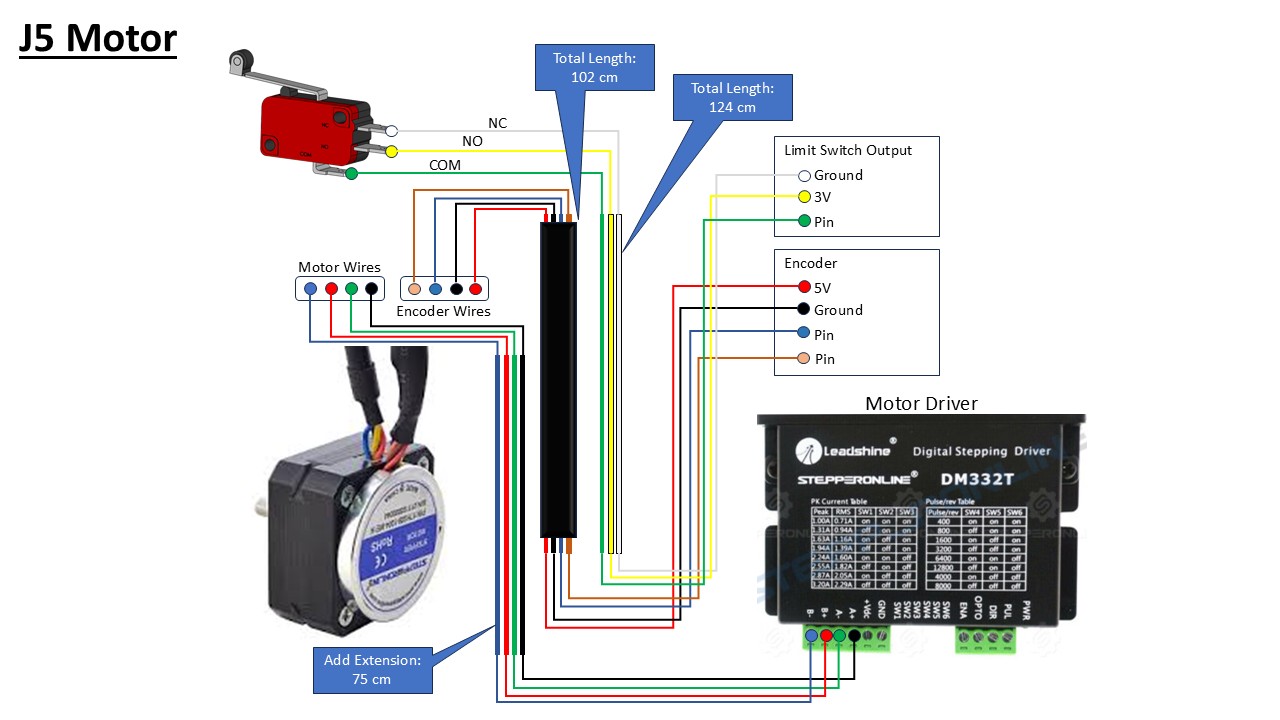 J5 Motor
Total Length:
102 cm
Total Length:
124 cm
NC
NO
COM
Limit Switch Output
Ground
3V
Pin
Encoder
5V
Ground
Pin
Pin
Motor Wires
Encoder Wires
Motor Driver
Leadshine®
Digital Stepping Driver
STEPPERONLINE®
DM332T
PK Current Table
Peak RMS SW1 SW2 SW3
1.00A 0.71A on on on
1.31A 0.94A off on on
1.63A 1.16A on off on
1.94A 1.39A off off on
2.24A 1.60A on on off
2.55A 1.82A off on off
2.87A 2.05A on off off
3.20A 2.29A off off off
Pulse/rev Table
Pulse/rev SW4 SW5 SW6
400 on on on
800 off on on
1600 on off on
3200 off off on
6400 on on off
12800 off on off
4000 on off off
8000 off off off
B- B+ A- A+ +Vdc GND SW1 SW2 SW3 SW4 SW5 SW6 ENA OPTO DIR PUL PWR
STEPPERONLINE
STEPPER
MOTOR
CE
RoHS
Add Extension:
75 cm